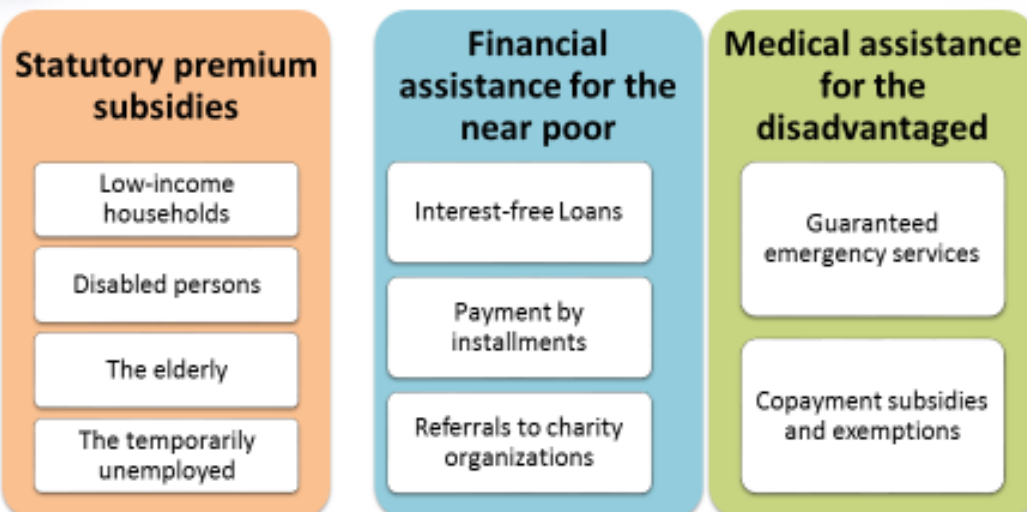 Statutory premium
subsidies
Low-income
households
Disabled persons
The elderly
The temporarily
unemployed
Financial
assistance for the
near poor
Interest-free Loans
Payment by
installments
Referrals to charity
organizations
Medical assistance
for the
disadvantaged
Guaranteed
emergency services
Copayment subsidies
and exemptions